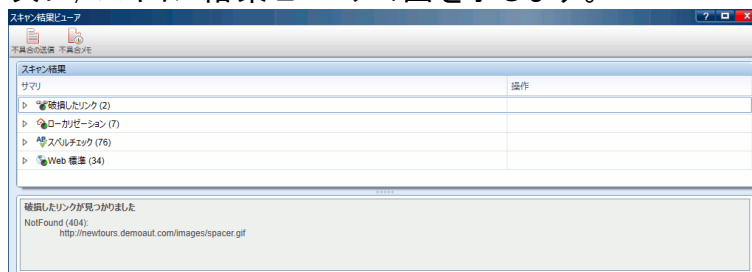 スキャン結果ビューア
不具合の送信 不具合メモ
スキャン結果
サマリ 操作
破損したリンク (2)
ローカリゼーション (7)
スペルチェック (76)
Web 標準 (34)
破損したリンクが見つかりました
NotFound (404):
http://newtours.demoaut.com/images/spacer.gif